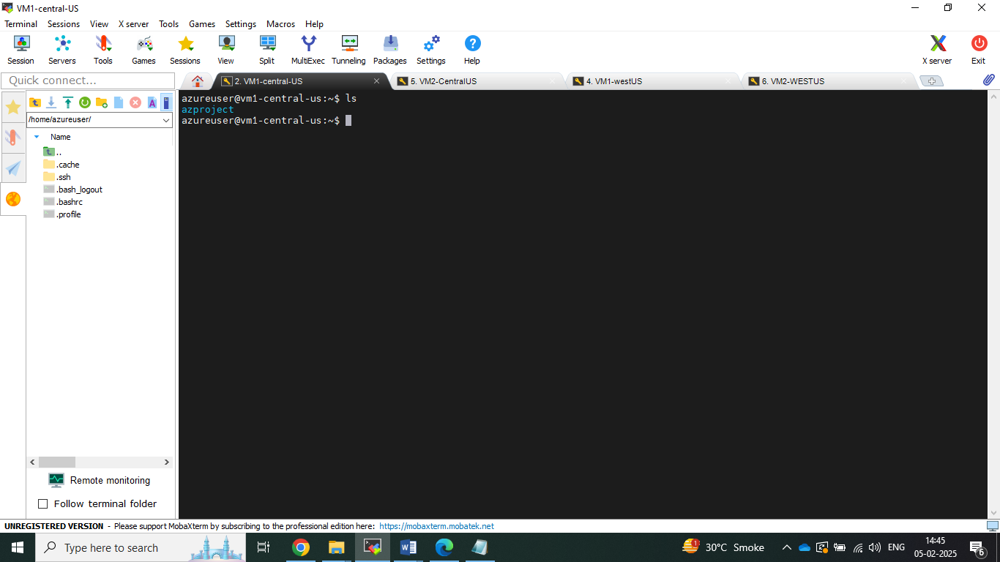 VM1-central-US
Terminal Sessions View X server Tools Games Settings Macros Help
Session Servers Tools Games Sessions View Split MultiExec Tunneling Packages Settings Help X server Exit
Quick connect...
2. VM1-central-US
5. VM2-CentralUS
4. VM1-westUS
6. VM2-WESTUS
/home/azureuser/
Name
..
.cache
.ssh
.bash_logout
.bashrc
.profile
Remote monitoring
Follow terminal folder
azureuser@vm1-central-us:~$ ls
azproject
azureuser@vm1-central-us:~$
UNREGISTERED VERSION - Please support MobaXterm by subscribing to the professional edition here: https://mobaxterm.mobatek.net
Type here to search
1
30°C Smoke
ENG
14:45
05-02-2025
6